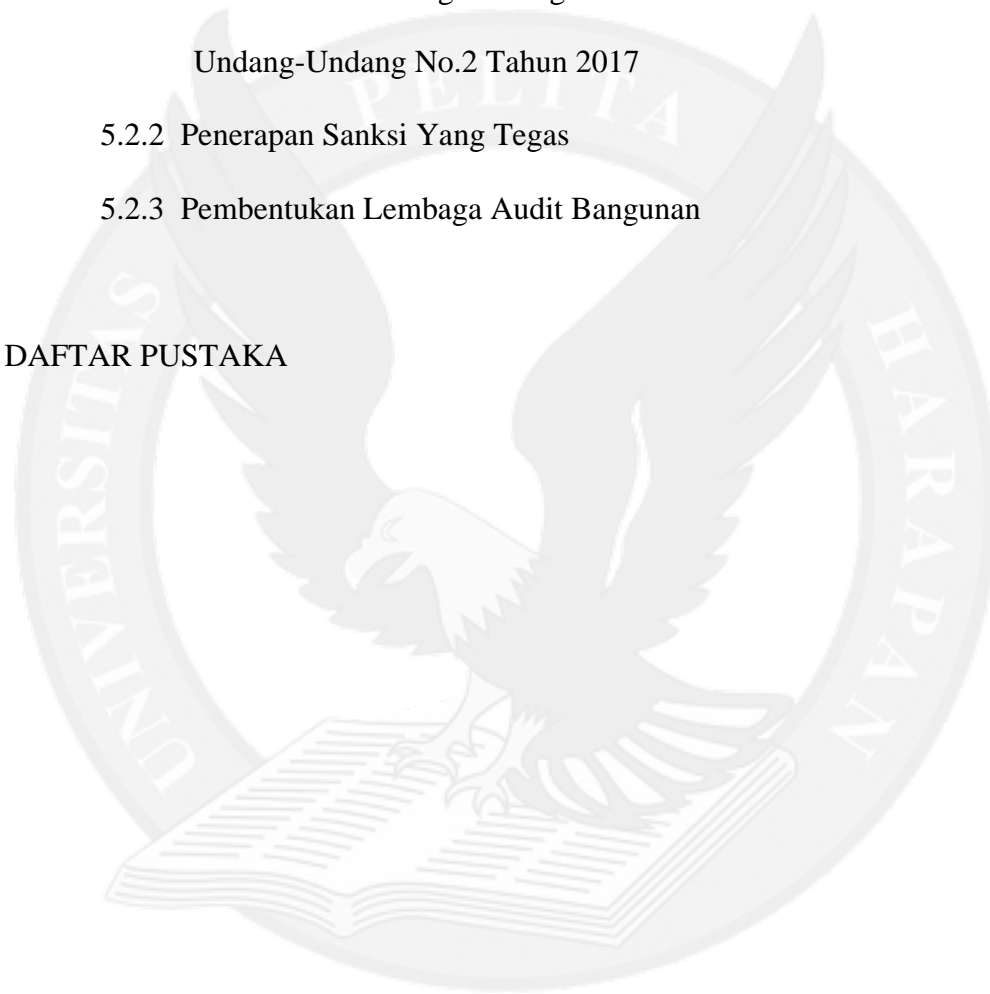 Undang-Undang No.2 Tahun 2017
PELITA
5.2.2 Penerapan Sanksi Yang Tegas
5.2.3 Pembentukan Lembaga Audit Bangunan
UNIVERSITAS
HARAPAN
DAFTAR PUSTAKA